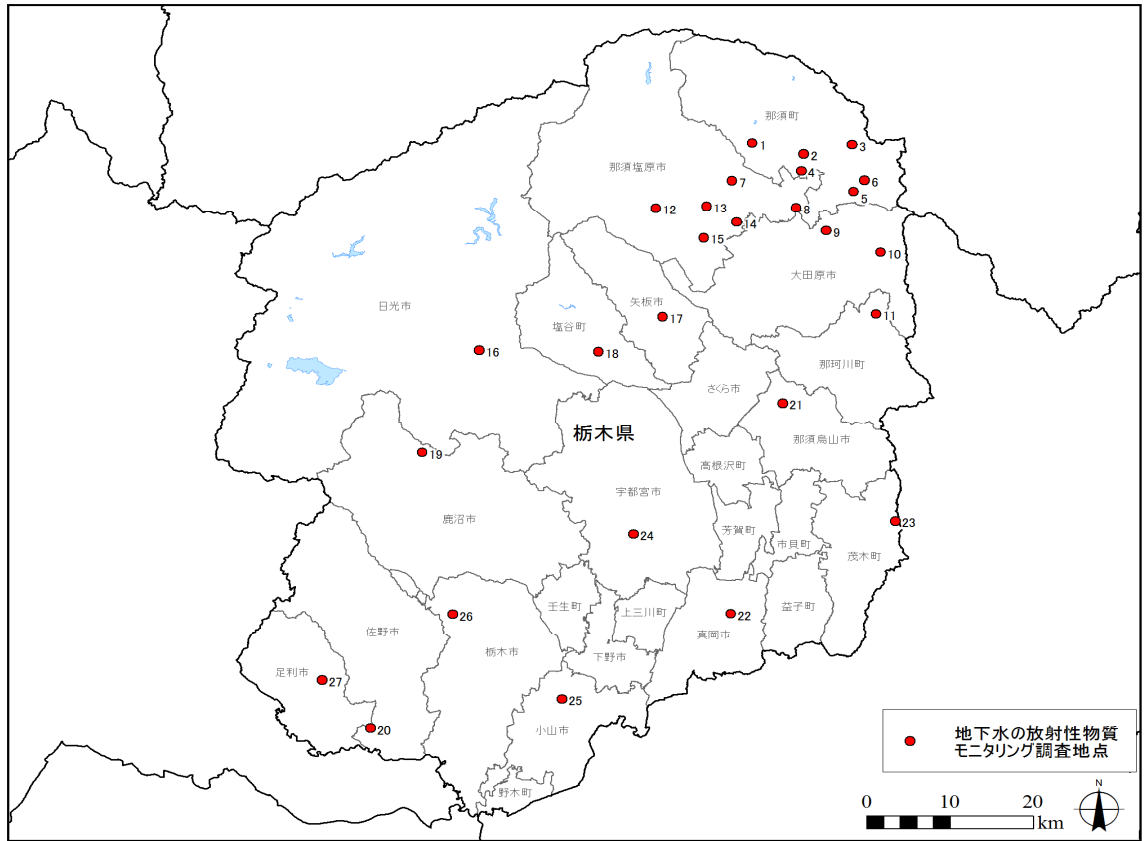 那須町
1
2
3
4
那須塩原市
7
6
5
12
13
8
14
9
15
10
大田原市
日光市
矢板市
11
17
塩谷町
16
18
那珂川町
さくら市
21
栃木県
那須烏山市
19
高根沢町
宇都宮市
鹿沼市
23
芳賀町
24
市貝町
茂木町
壬生町
上三川町
益子町
26
22
佐野市
真岡市
栃木市
下野市
足利市
27
25
20
小山市
地下水の放射性物質
モニタリング調査地点
野木町
N
0 10 20
km